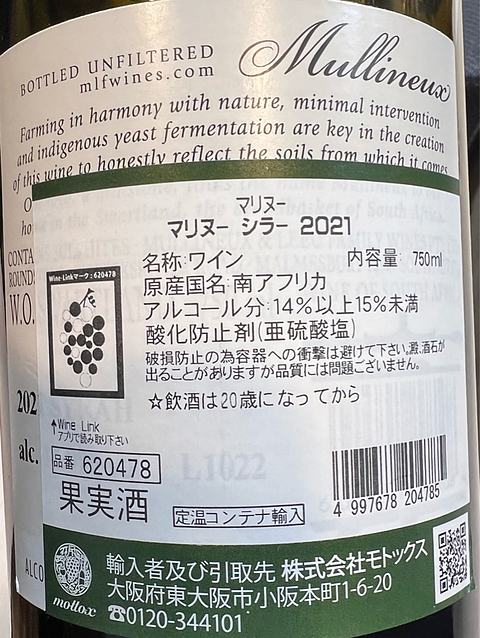 BOTTLED UNFILTERED
mlfwines.com
Mullineux
Farming in harmony with nature, minimal intervention
and indigenous yeast fermentation are key in the creation
of this wine to honestly reflect the soils from which it comes.
マリヌー
マリヌー シラー 2021
名称:ワイン 内容量: 750ml
原産国名:南アフリカ
アルコール分:14%以上15%未満
酸化防止剤(亜硫酸塩)
破損防止の為容器への衝撃は避けて下さい。澱、酒石が
出ることがありますが品質には問題ございません。
☆飲酒は20歳になってから
Wine-Linkマーク:620478
↑Wine Link
アプリで読み取り下さい
品番 620478
果実酒
定温コンテナ輸入
4 997678 204785
CONTA
ROUND
W.O.
202
alc.
L1022
ALCO
mottox
輸入者及び引取先 株式会社モトックス
大阪府東大阪市小阪本町1-6-20
☎0120-344101